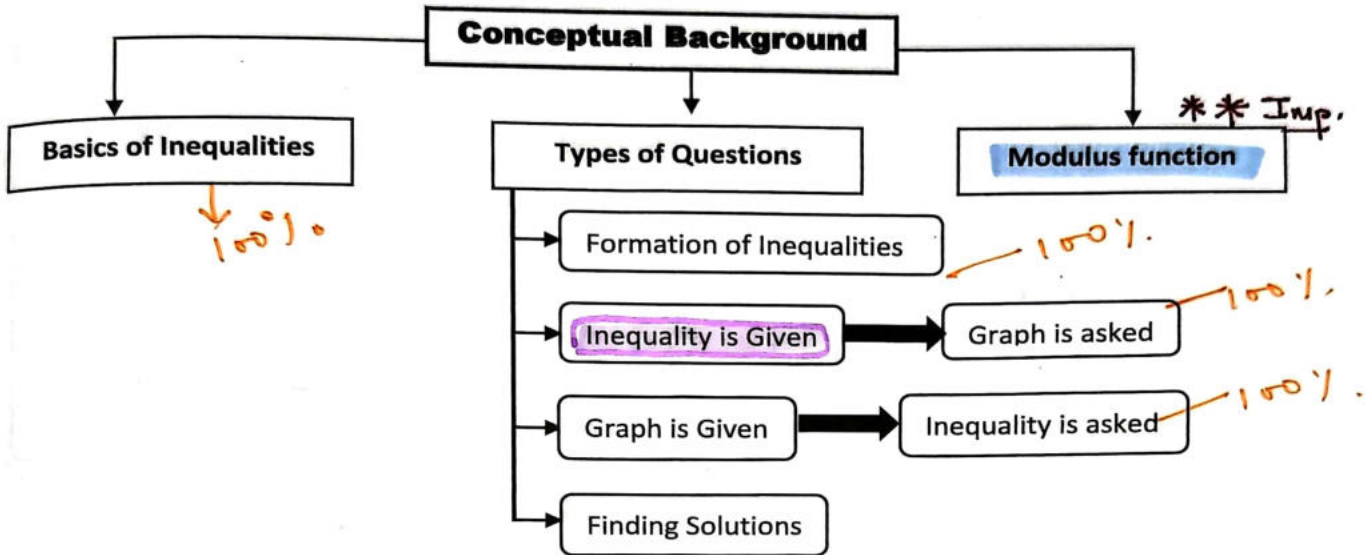 Conceptual Background
** Imp.
Basics of Inequalities
Types of Questions
Modulus function
100%.
Formation of Inequalities
100%.
Inequality is Given
Graph is asked
100%.
Graph is Given
Inequality is asked
100%.
Finding Solutions